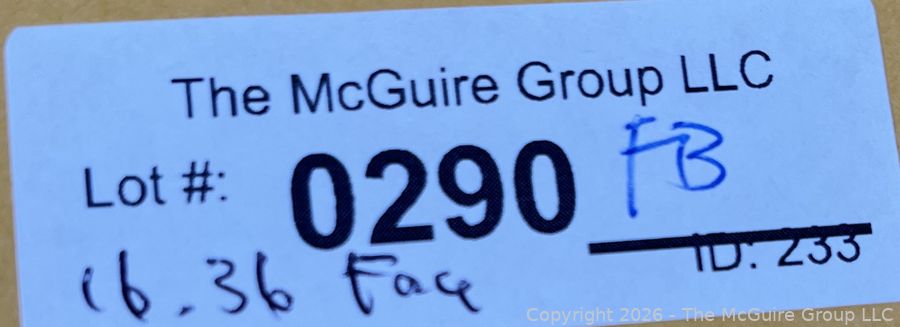 The McGuire Group LLC
Lot #: 0290 FB
ID: 233
16.36 Fac
Copyright 2026 - The McGuire Group LLC